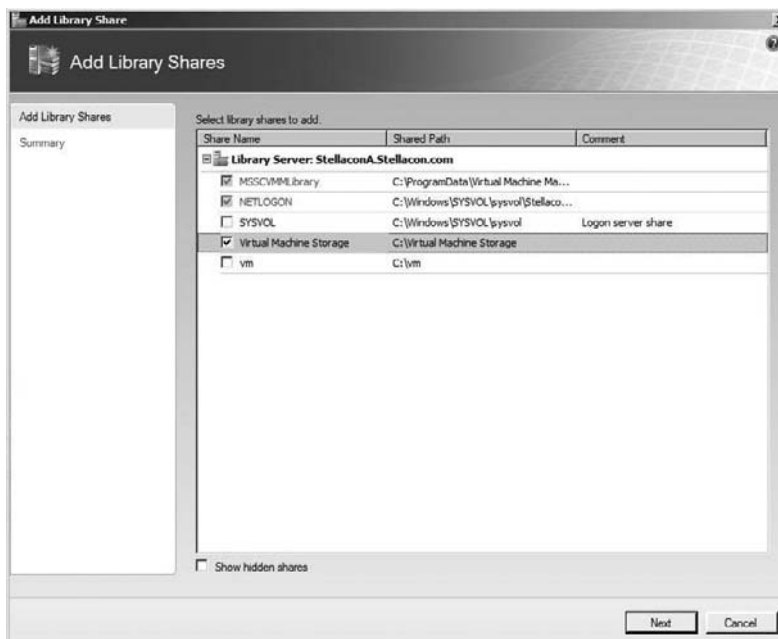 Add Library Share
Add Library Shares
Add Library Shares
Summary
Select library shares to add.
Share Name Shared Path Comment
Library Server: StellaconA.Stellacon.com
MSSCVMMLibrary C:\ProgramData\Virtual Machine Ma...
NETLOGON C:\Windows\SYSVOL\sysvol\Stellaco...
SYSVOL C:\Windows\SYSVOL\sysvol Logon server share
Virtual Machine Storage C:\Virtual Machine Storage
vm C:\vm
Show hidden shares
Next Cancel